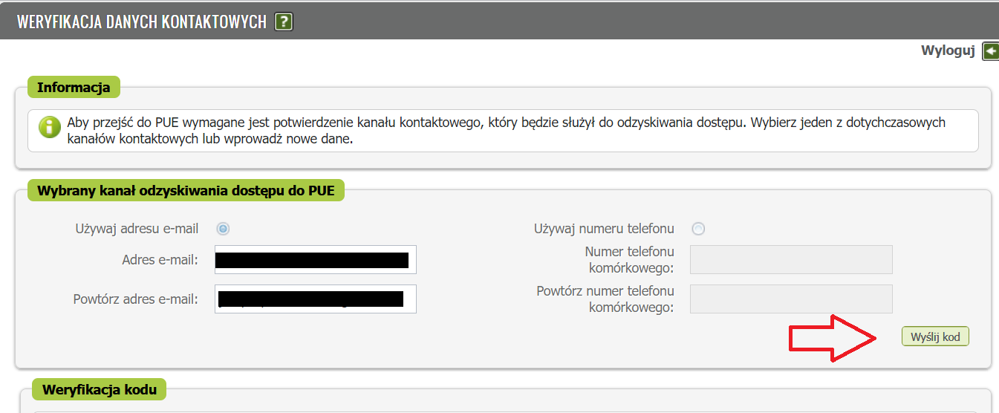 WERYFIKACJA DANYCH KONTAKTOWYCH ?
Wyloguj
Informacja
Aby przejść do PUE wymagane jest potwierdzenie kanału kontaktowego, który będzie służył do odzyskiwania dostępu. Wybierz jeden z dotychczasowych
kanałów kontaktowych lub wprowadź nowe dane.
Wybrany kanał odzyskiwania dostępu do PUE
Używaj adresu e-mail
Adres e-mail:
Powtórz adres e-mail:
Używaj numeru telefonu
Numer telefonu
komórkowego:
Powtórz numer telefonu
komórkowego:
Wyślij kod
Weryfikacja kodu